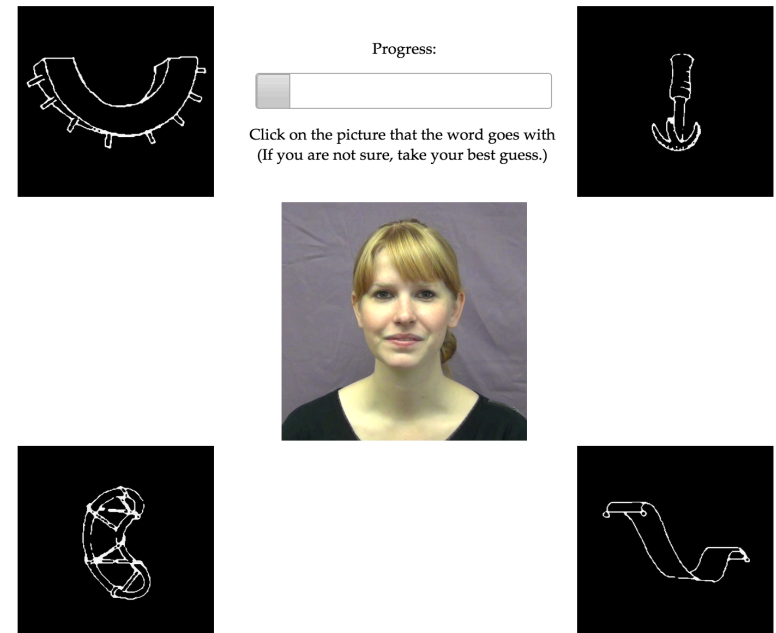 Progress:
Click on the picture that the word goes with
(If you are not sure, take your best guess.)